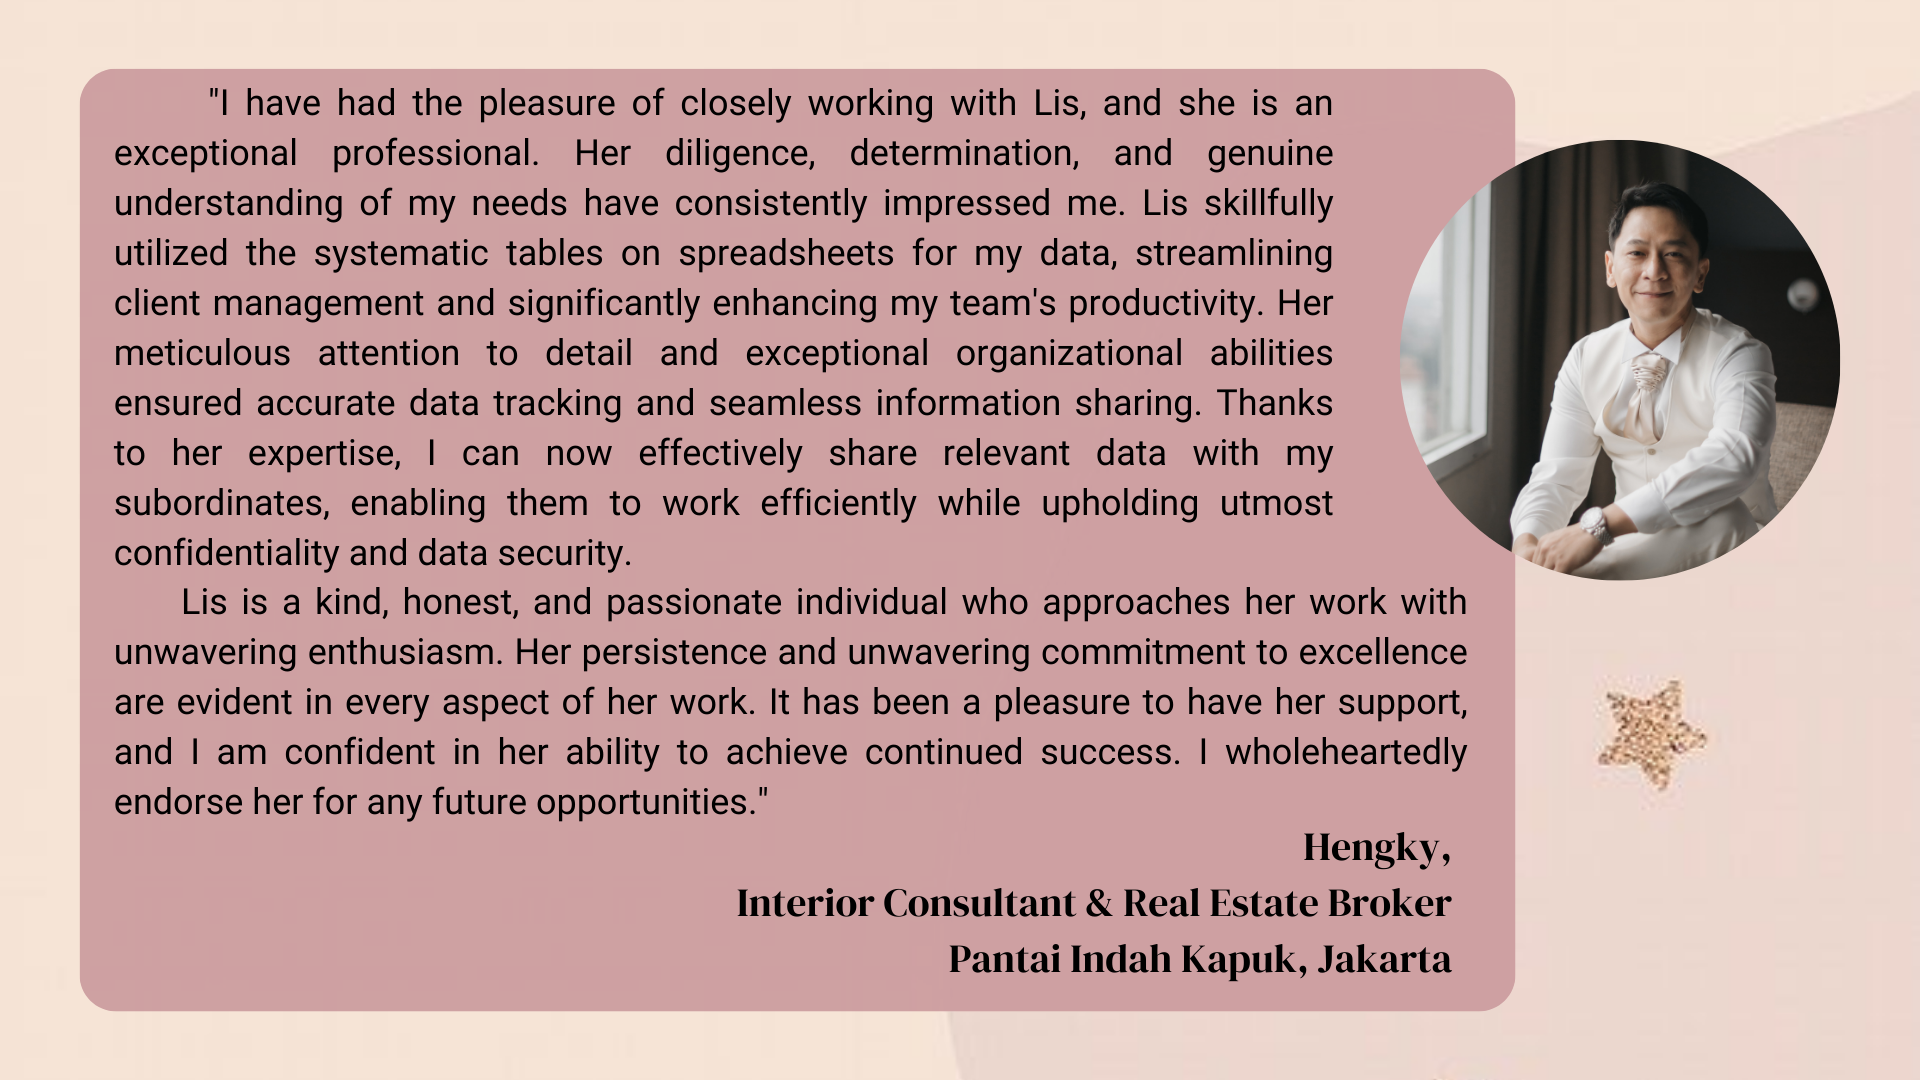 "I have had the pleasure of closely working with Lis, and she is an
exceptional professional. Her diligence, determination, and genuine
understanding of my needs have consistently impressed me. Lis skillfully
utilized the systematic tables on spreadsheets for my data, streamlining
client management and significantly enhancing my team's productivity. Her
meticulous attention to detail and exceptional organizational abilities
ensured accurate data tracking and seamless information sharing. Thanks
to her expertise, I can now effectively share relevant data with my
subordinates, enabling them to work efficiently while upholding utmost
confidentiality and data security.
Lis is a kind, honest, and passionate individual who approaches her work with
unwavering enthusiasm. Her persistence and unwavering commitment to excellence
are evident in every aspect of her work. It has been a pleasure to have her support,
and I am confident in her ability to achieve continued success. I wholeheartedly
endorse her for any future opportunities."
Hengky,
Interior Consultant & Real Estate Broker
Pantai Indah Kapuk, Jakarta